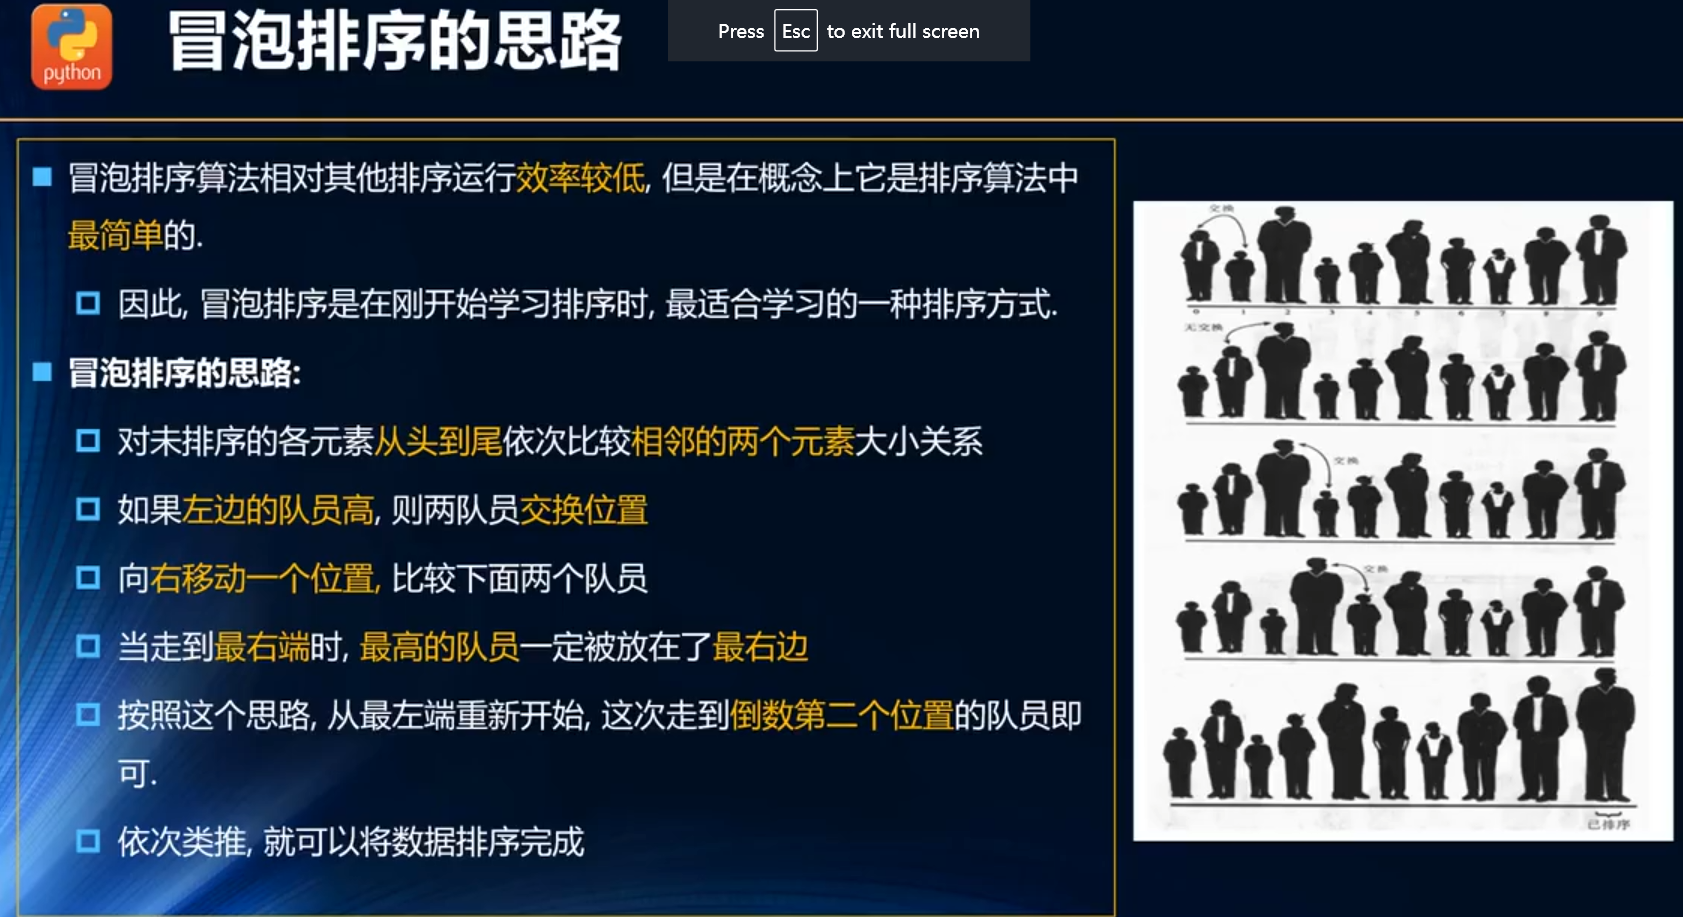 python
冒泡排序的思路
Press Esc to exit full screen
冒泡排序算法相对其他排序运行效率较低, 但是在概念上它是排序算法中
最简单的.
因此, 冒泡排序是在刚开始学习排序时, 最适合学习的一种排序方式.
冒泡排序的思路:
对未排序的各元素从头到尾依次比较相邻的两个元素大小关系
如果左边的队员高, 则两队员交换位置
向右移动一个位置, 比较下面两个队员
当走到最右端时, 最高的队员一定被放在了最右边
按照这个思路, 从最左端重新开始, 这次走到倒数第二个位置的队员即
可.
依次类推, 就可以将数据排序完成
交换
0 1 2 3 4 5 6 7 8 9
无交换
交换
交换
已排序